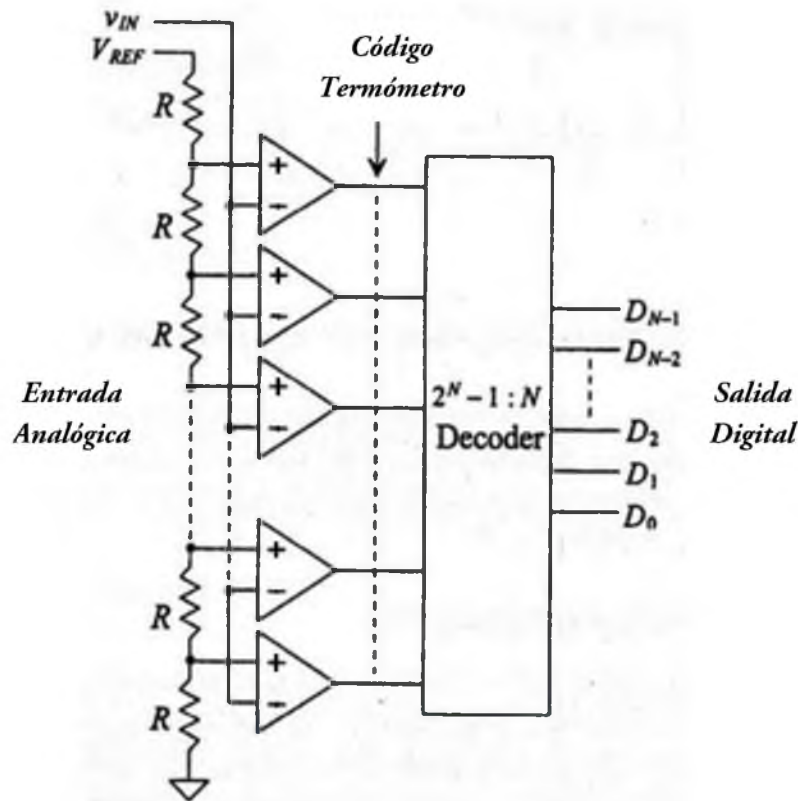 v_IN
V_REF
Código
Termómetro
R
+
−
R
+
−
R
+
−
Entrada
Analógica
2^N − 1 : N
Decoder
D_N−1
D_N−2
D_2
D_1
D_0
Salida
Digital
+
−
R
+
−
R